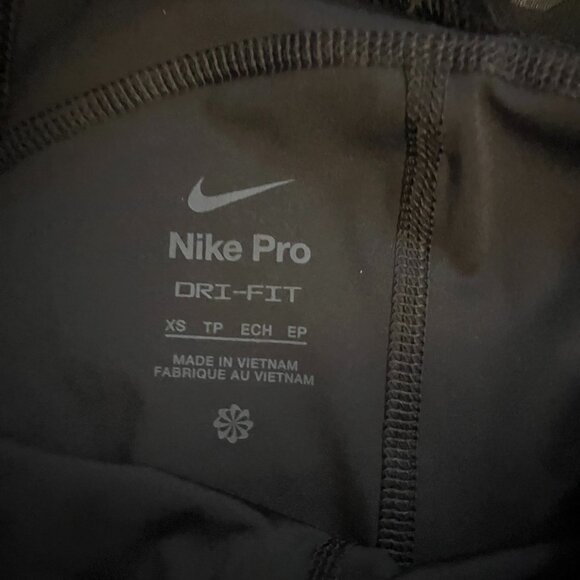 Nike Pro
DRI-FIT
XS TP ECH EP
MADE IN VIETNAM
FABRIQUE AU VIETNAM